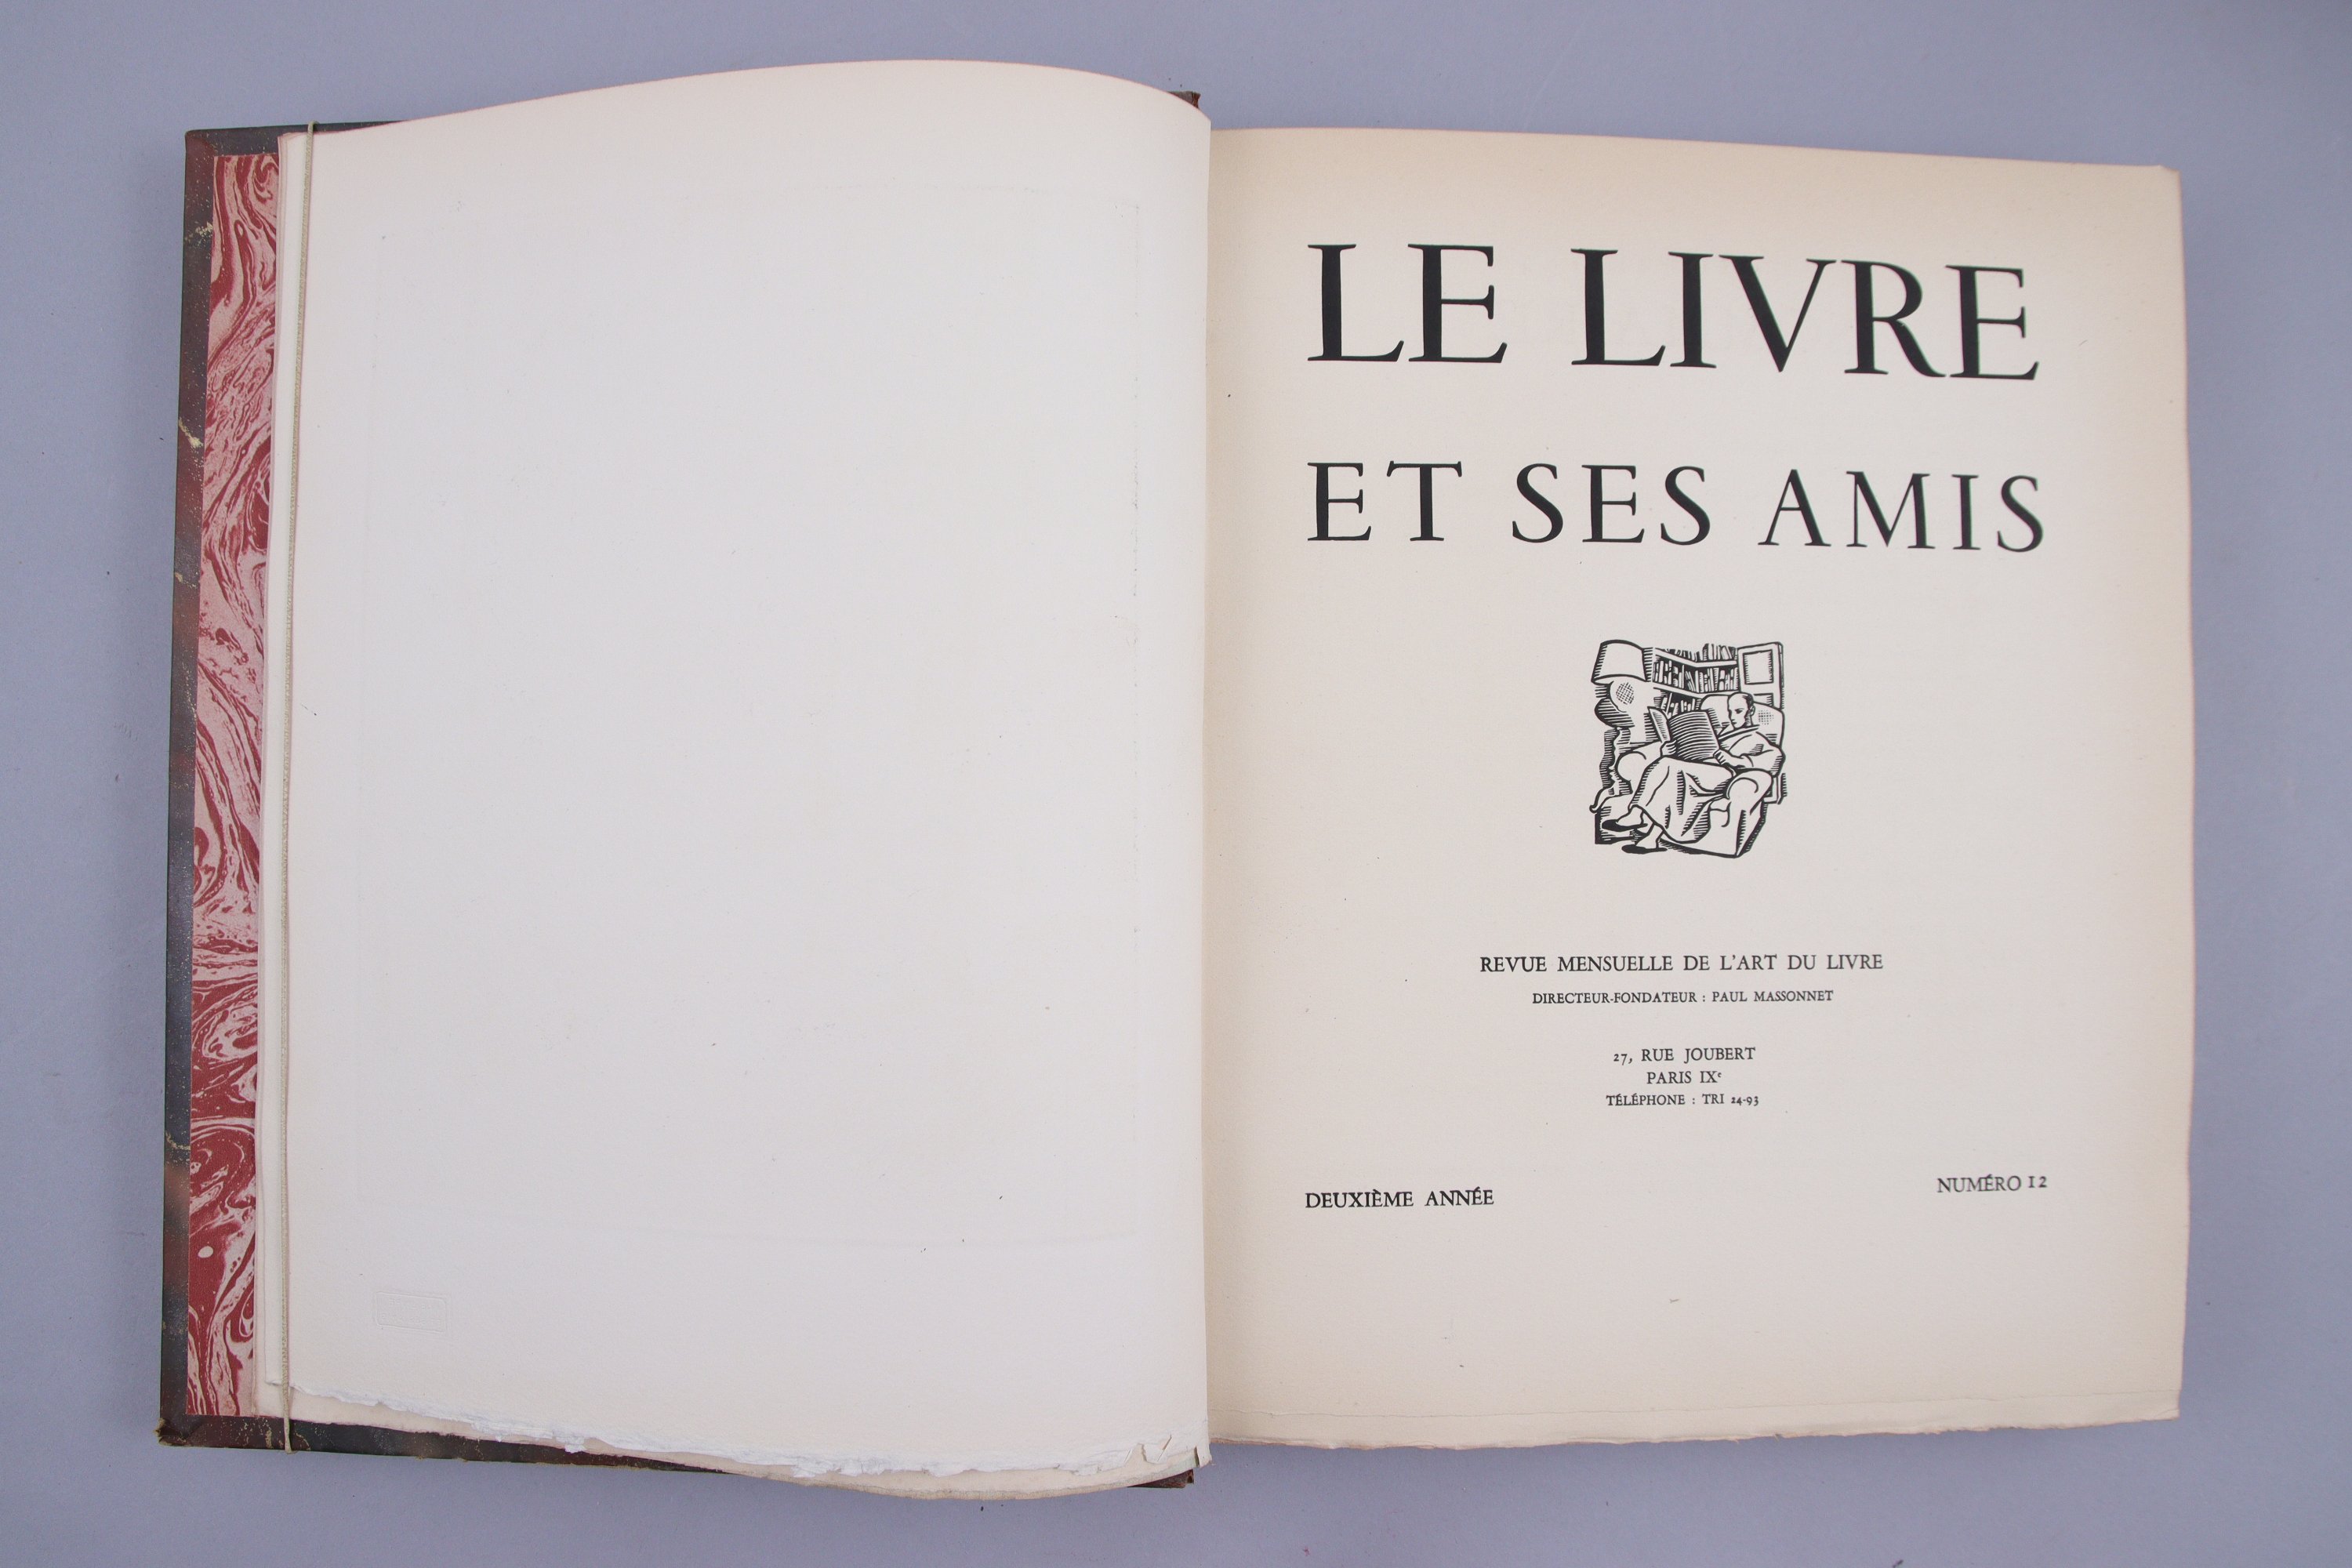 LE LIVRE
ET SES AMIS
REVUE MENSUELLE DE L'ART DU LIVRE
DIRECTEUR-FONDATEUR : PAUL MASSONNET
27, RUE JOUBERT
PARIS IXᵉ
TÉLÉPHONE : TRI 24-93
DEUXIÈME ANNÉE
NUMÉRO 12